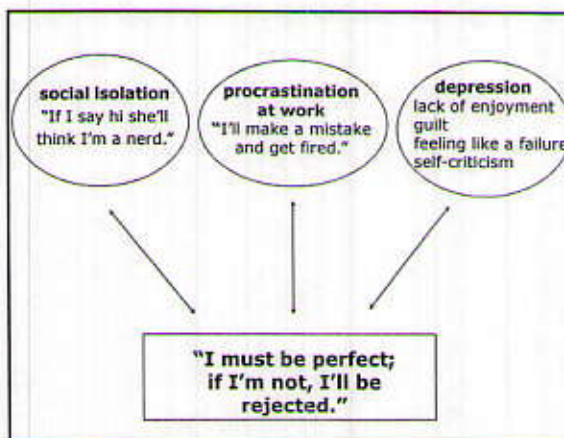 social isolation
"If I say hi she'll
think I'm a nerd."
procrastination
at work
"I'll make a mistake
and get fired."
depression
lack of enjoyment
guilt
feeling like a failure
self-criticism
"I must be perfect;
if I'm not, I'll be
rejected."